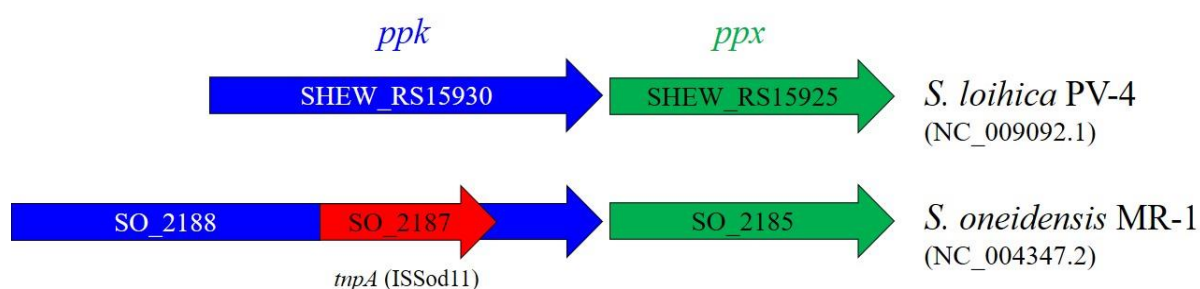 ppk ppx
SHEW_RS15930 SHEW_RS15925 S. loihica PV-4
(NC_009092.1)
SO_2188 SO_2187 SO_2185 S. oneidensis MR-1
(NC_004347.2)
tnpA (ISSod11)